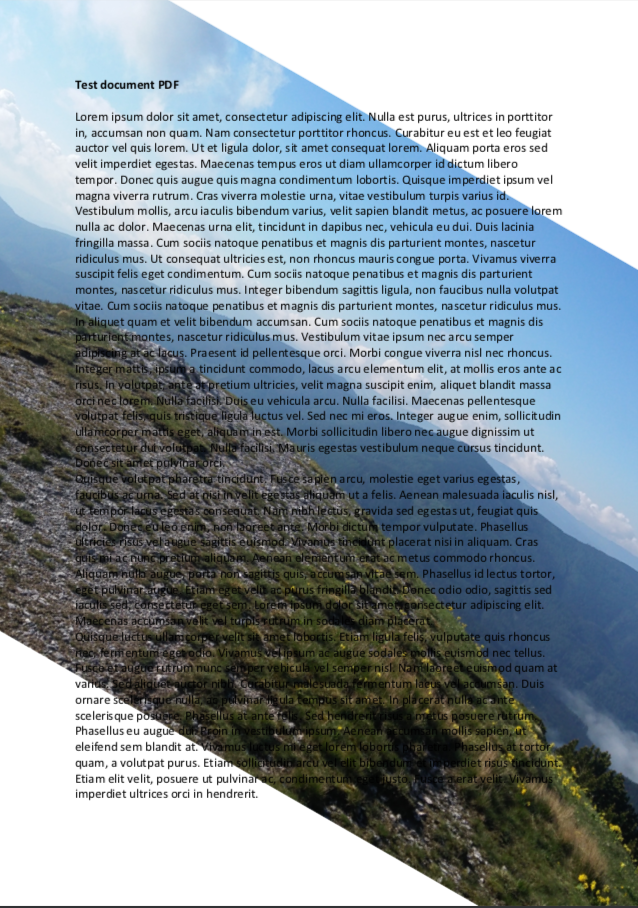 Test document PDF
Lorem ipsum dolor sit amet, consectetur adipiscing elit. Nulla est purus, ultrices in porttitor
in, accumsan non quam. Nam consectetur porttitor rhoncus. Curabitur eu est et leo feugiat
auctor vel quis lorem. Ut et ligula dolor, sit amet consequat lorem. Aliquam porta eros sed
velit imperdiet egestas. Maecenas tempus eros ut diam ullamcorper id dictum libero
tempor. Donec quis augue quis magna condimentum lobortis. Quisque imperdiet ipsum vel
magna viverra rutrum. Cras viverra molestie urna, vitae vestibulum turpis varius id.
Vestibulum mollis, arcu iaculis bibendum varius, velit sapien blandit metus, ac posuere lorem
nulla ac dolor. Maecenas urna elit, tincidunt in dapibus nec, vehicula eu dui. Duis lacinia
fringilla massa. Cum sociis natoque penatibus et magnis dis parturient montes, nascetur
ridiculus mus. Ut consequat ultricies est, non rhoncus mauris congue porta. Vivamus viverra
suscipit felis eget condimentum. Cum sociis natoque penatibus et magnis dis parturient
montes, nascetur ridiculus mus. Integer bibendum sagittis ligula, non faucibus nulla volutpat
vitae. Cum sociis natoque penatibus et magnis dis parturient montes, nascetur ridiculus mus.
In aliquet quam et velit bibendum accumsan. Cum sociis natoque penatibus et magnis dis
parturient montes, nascetur ridiculus mus. Vestibulum vitae ipsum nec arcu semper
adipiscing at ac lacus. Praesent id pellentesque orci. Morbi congue viverra nisl nec rhoncus.
Integer mattis, ipsum a tincidunt commodo, lacus arcu elementum elit, at mollis eros ante ac
risus. In volutpat, ante at pretium ultricies, velit magna suscipit enim, aliquet blandit massa
orci nec lorem. Nulla facilisi. Duis eu vehicula arcu. Nulla facilisi. Maecenas pellentesque
volutpat felis, quis tristique ligula luctus vel. Sed nec mi eros. Integer augue enim, sollicitudin
ullamcorper mattis eget, aliquam in est. Morbi sollicitudin libero nec augue dignissim ut
consectetur dui volutpat. Nulla facilisi. Mauris egestas vestibulum neque cursus tincidunt.
Donec sit amet pulvinar orci.
Quisque volutpat pharetra tincidunt. Fusce sapien arcu, molestie eget varius egestas,
faucibus ac urna. Sed at nisi in velit egestas aliquam ut a felis. Aenean malesuada iaculis nisl,
ut tempor lacus egestas consequat. Nam nibh lectus, gravida sed egestas ut, feugiat quis
dolor. Donec eu leo enim, non laoreet ante. Morbi dictum tempor vulputate. Phasellus
ultricies risus vel augue sagittis euismod. Vivamus tincidunt placerat nisi in aliquam. Cras
quis mi ac nunc pretium aliquam. Aenean elementum erat ac metus commodo rhoncus.
Aliquam nulla augue, porta non sagittis quis, accumsan vitae sem. Phasellus id lectus tortor,
eget pulvinar augue. Etiam eget velit ac purus fringilla blandit. Donec odio odio, sagittis sed
iaculis sed, consectetur eget sem. Lorem ipsum dolor sit amet, consectetur adipiscing elit.
Maecenas accumsan velit vel turpis rutrum in sodales diam placerat.
Quisque luctus ullamcorper velit sit amet lobortis. Etiam ligula felis, vulputate quis rhoncus
nec, fermentum eget odio. Vivamus vel ipsum ac augue sodales mollis euismod nec tellus.
Fusce et augue rutrum nunc semper vehicula vel semper nisl. Nam laoreet euismod quam at
varius. Sed aliquet auctor nibh. Curabitur malesuada fermentum lacus vel accumsan. Duis
ornare scelerisque nulla, ac pulvinar ligula tempus sit amet. In placerat nulla ac ante
scelerisque posuere. Phasellus at ante felis. Sed hendrerit risus a metus posuere rutrum.
Phasellus eu augue dui. Proin in vestibulum ipsum. Aenean accumsan mollis sapien, ut
eleifend sem blandit at. Vivamus luctus mi eget lorem lobortis pharetra. Phasellus at tortor
quam, a volutpat purus. Etiam sollicitudin arcu vel elit bibendum et imperdiet risus tincidunt.
Etiam elit velit, posuere ut pulvinar ac, condimentum eget justo. Fusce a erat velit. Vivamus
imperdiet ultrices orci in hendrerit.